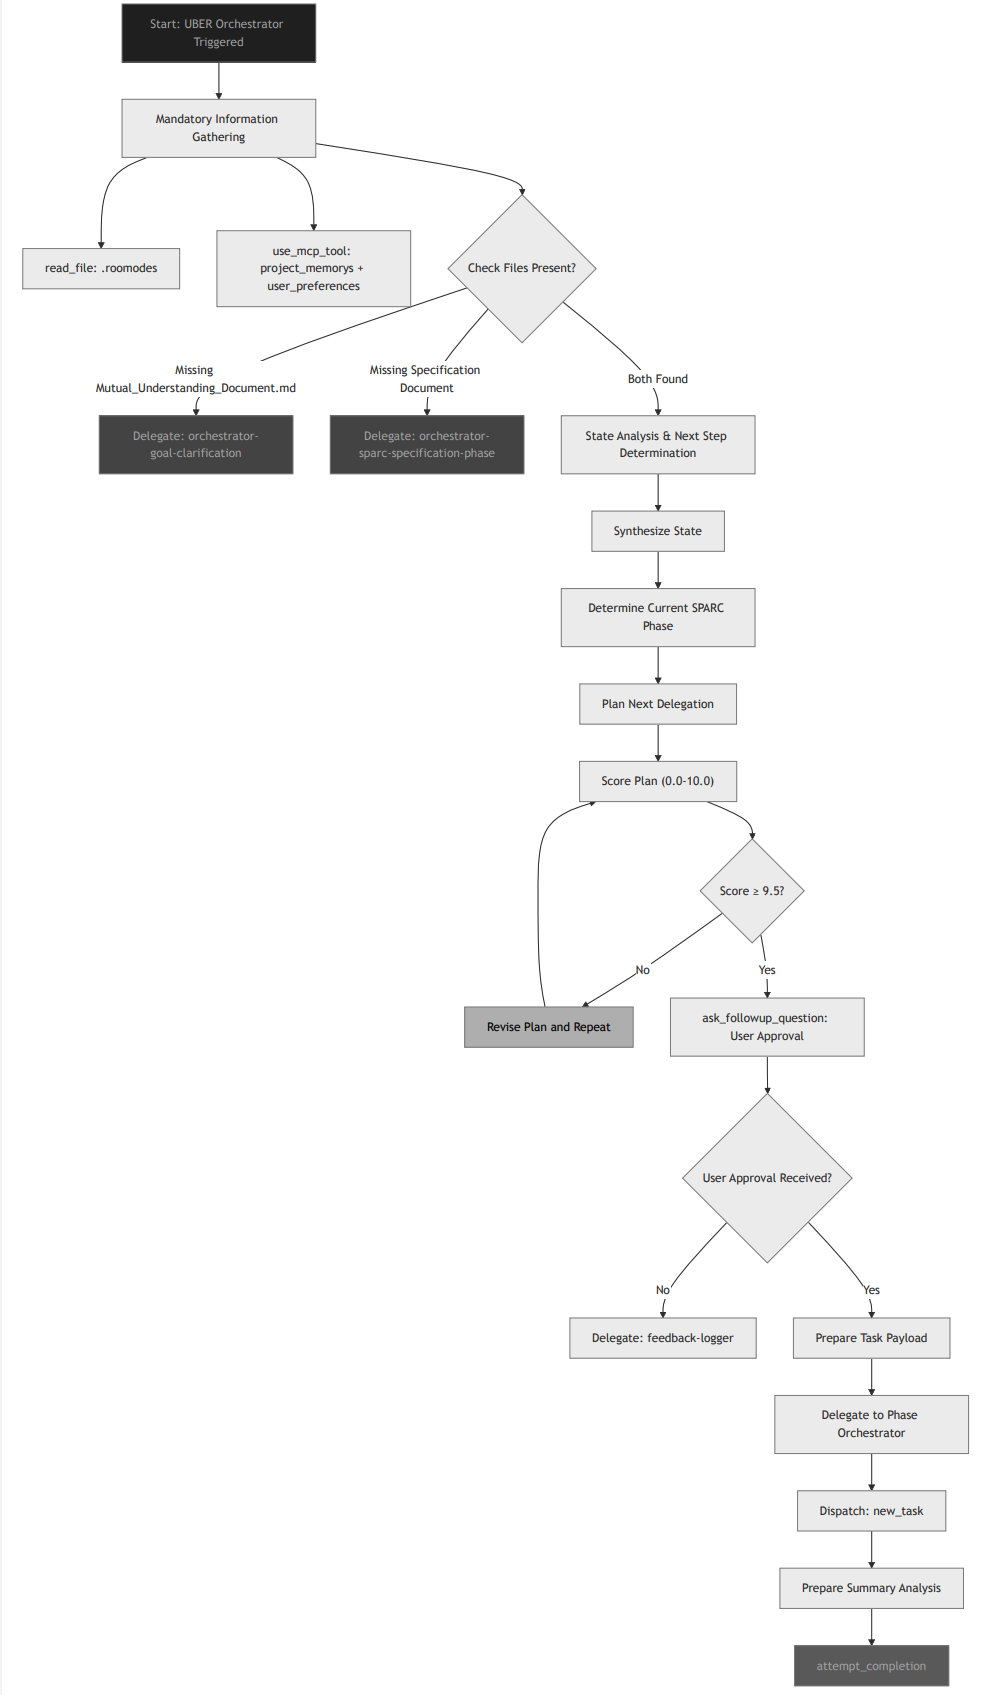 Start: UBER Orchestrator
Triggered
Mandatory Information
Gathering
read_file: .roomodes
use_mcp_tool:
project_memorys +
user_preferences
Check Files Present?
Missing
Mutual_Understanding_Document.md
Missing Specification
Document
Both Found
Delegate: orchestrator-
goal-clarification
Delegate: orchestrator-
sparc-specification-phase
State Analysis & Next Step
Determination
Synthesize State
Determine Current SPARC
Phase
Plan Next Delegation
Score Plan (0.0-10.0)
Score ≥ 9.5?
No
Yes
Revise Plan and Repeat
ask_followup_question:
User Approval
User Approval Received?
No
Yes
Delegate: feedback-logger
Prepare Task Payload
Delegate to Phase
Orchestrator
Dispatch: new_task
Prepare Summary Analysis
attempt_completion